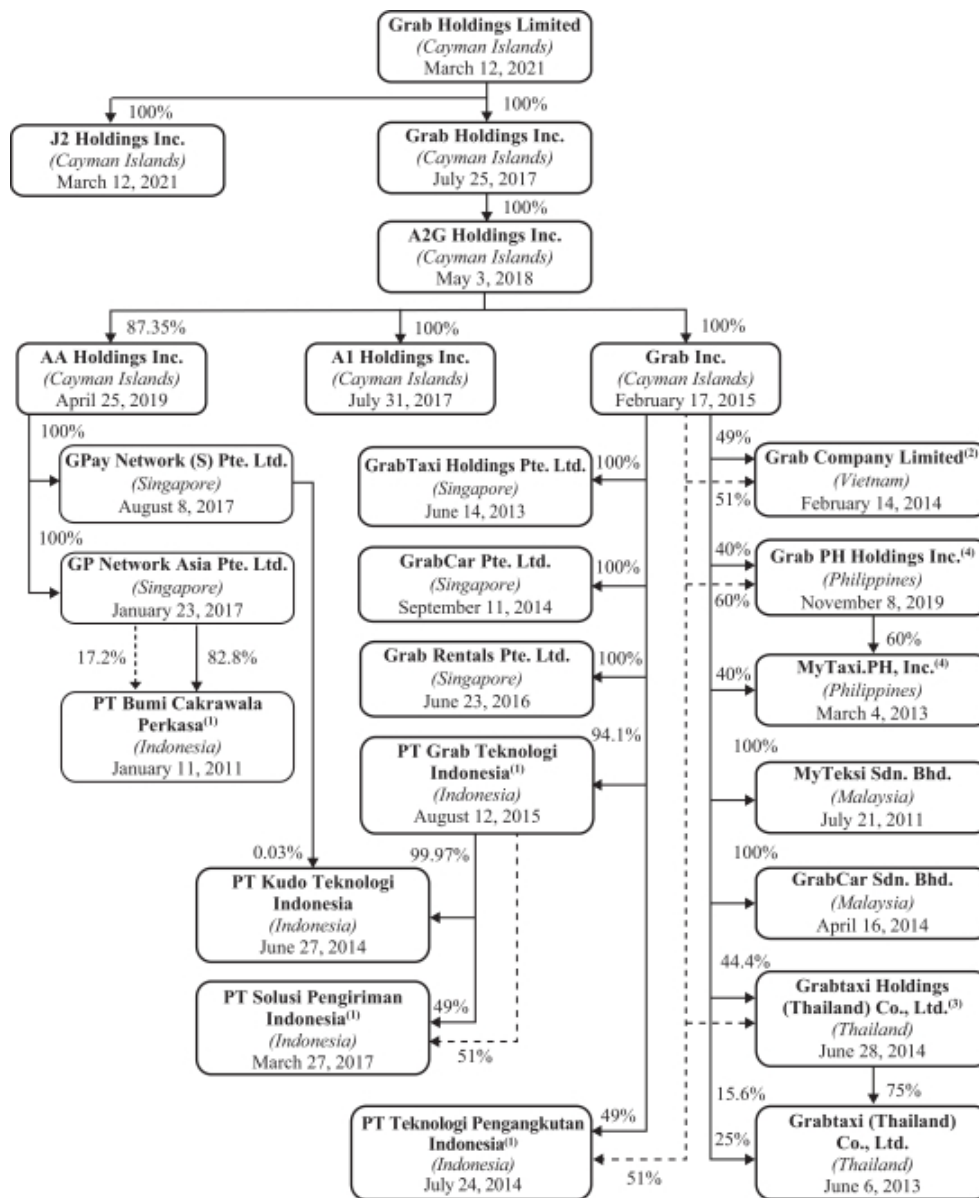 Grab Holdings Limited
(Cayman Islands)
March 12, 2021
100%
100%
J2 Holdings Inc.
(Cayman Islands)
March 12, 2021
Grab Holdings Inc.
(Cayman Islands)
July 25, 2017
100%
A2G Holdings Inc.
(Cayman Islands)
May 3, 2018
87.35%
100%
100%
AA Holdings Inc.
(Cayman Islands)
April 25, 2019
A1 Holdings Inc.
(Cayman Islands)
July 31, 2017
Grab Inc.
(Cayman Islands)
February 17, 2015
100%
GPay Network (S) Pte. Ltd.
(Singapore)
August 8, 2017
100%
GP Network Asia Pte. Ltd.
(Singapore)
January 23, 2017
17.2%
82.8%
PT Bumi Cakrawala
Perkasa(1)
(Indonesia)
January 11, 2011
GrabTaxi Holdings Pte. Ltd.
(Singapore)
June 14, 2013
100%
GrabCar Pte. Ltd.
(Singapore)
September 11, 2014
100%
Grab Rentals Pte. Ltd.
(Singapore)
June 23, 2016
100%
94.1%
PT Grab Teknologi
Indonesia(1)
(Indonesia)
August 12, 2015
0.03%
99.97%
PT Kudo Teknologi
Indonesia
(Indonesia)
June 27, 2014
PT Solusi Pengiriman
Indonesia(1)
(Indonesia)
March 27, 2017
49%
51%
PT Teknologi Pengangkutan
Indonesia(1)
(Indonesia)
July 24, 2014
49%
51%
49%
51%
Grab Company Limited(2)
(Vietnam)
February 14, 2014
40%
60%
Grab PH Holdings Inc.(4)
(Philippines)
November 8, 2019
60%
40%
MyTaxi.PH, Inc.(4)
(Philippines)
March 4, 2013
100%
MyTeksi Sdn. Bhd.
(Malaysia)
July 21, 2011
100%
GrabCar Sdn. Bhd.
(Malaysia)
April 16, 2014
44.4%
Grabtaxi Holdings
(Thailand) Co., Ltd.(3)
(Thailand)
June 28, 2014
15.6%
75%
25%
Grabtaxi (Thailand)
Co., Ltd.
(Thailand)
June 6, 2013